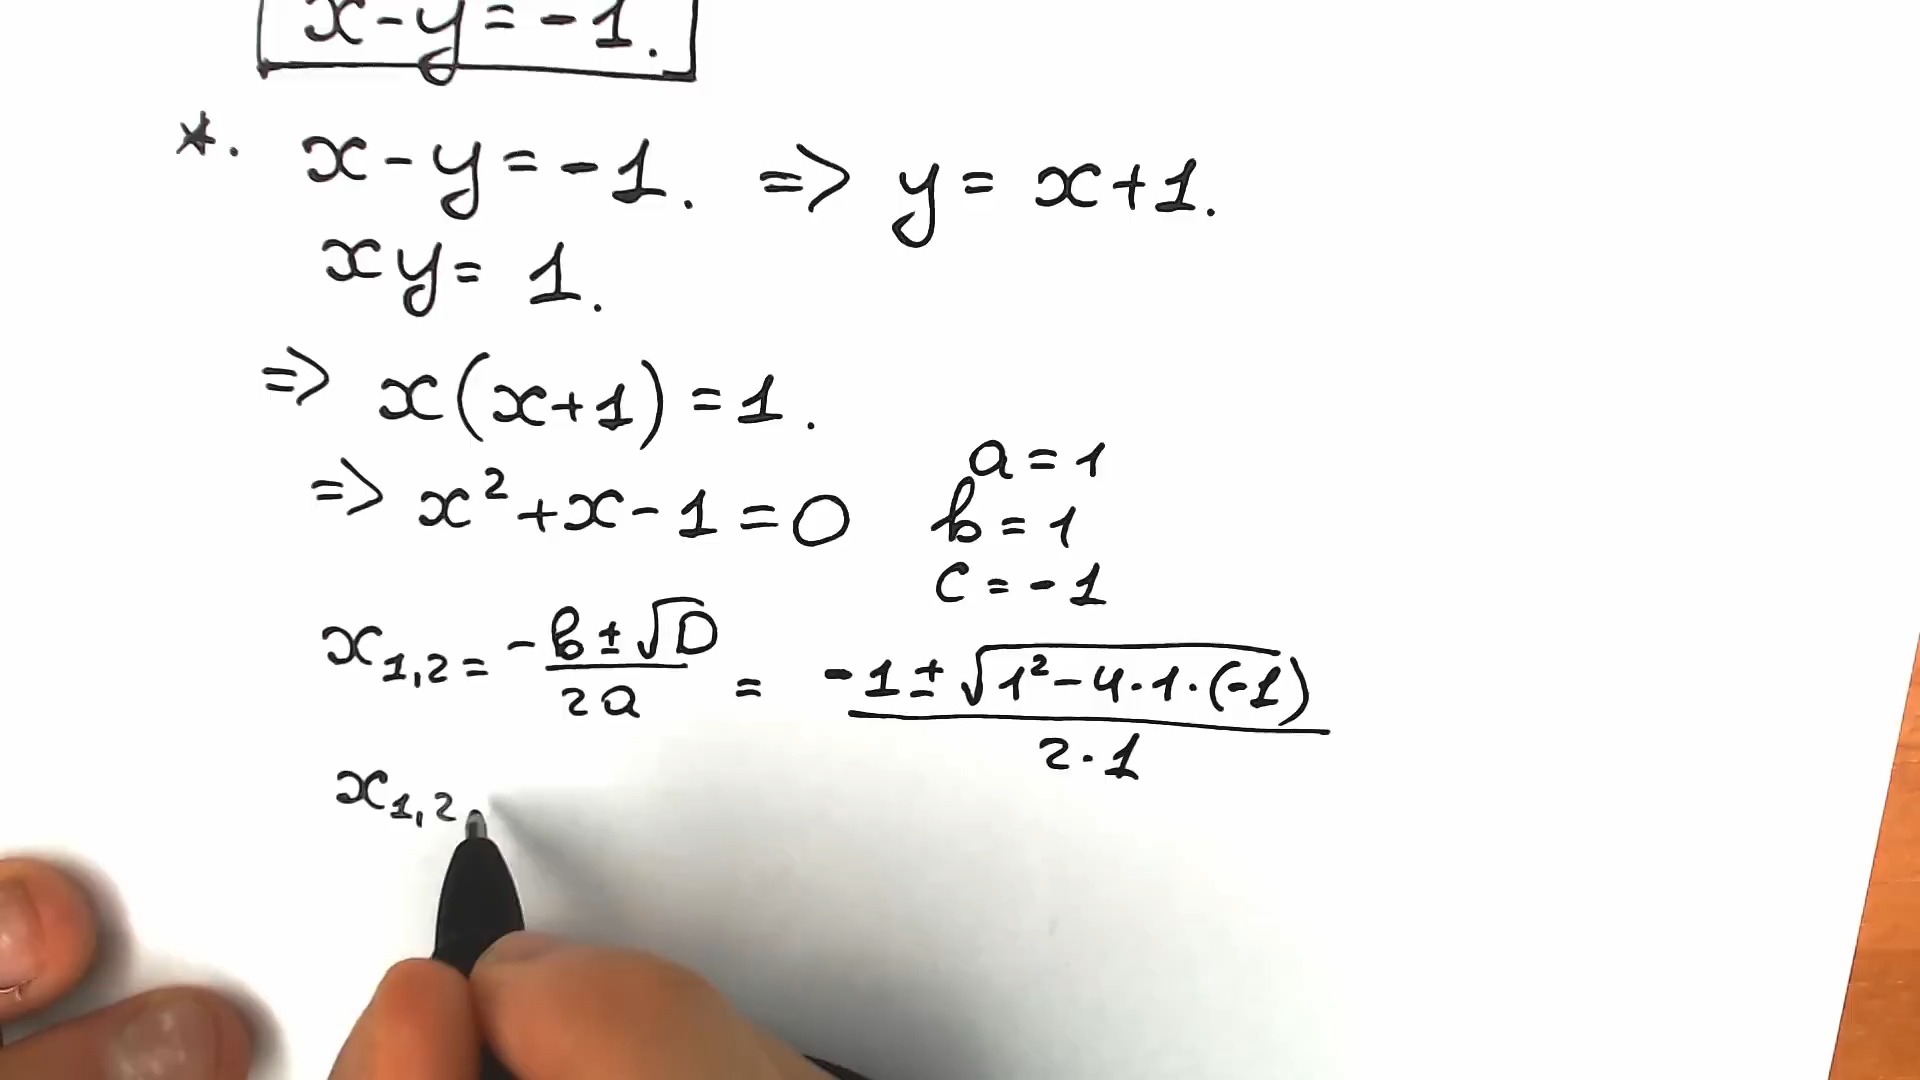 x-y=-1.
*. x-y=-1. => y= x+1.
xy= 1.
=> x(x+1)=1.
=> x²+x-1=0
a=1
b=1
c=-1
x₁,₂= -b±√D / 2a = -1±√1²-4·1·(-1) / 2·1
x₁,₂